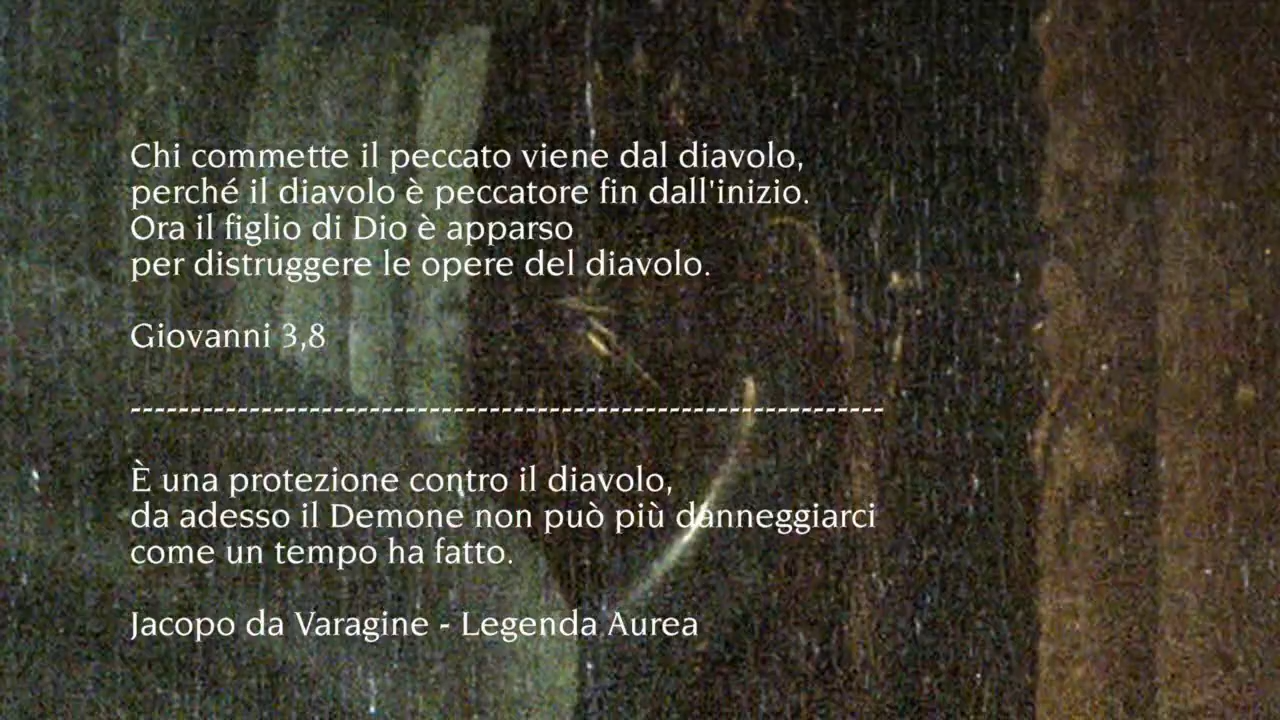 Chi commette il peccato viene dal diavolo,
perché il diavolo è peccatore fin dall'inizio.
Ora il figlio di Dio è apparso
per distruggere le opere del diavolo.
Giovanni 3,8
---------------------------------------------------------------
È una protezione contro il diavolo,
da adesso il Demone non può più danneggiarci
come un tempo ha fatto.
Jacopo da Varagine - Legenda Aurea